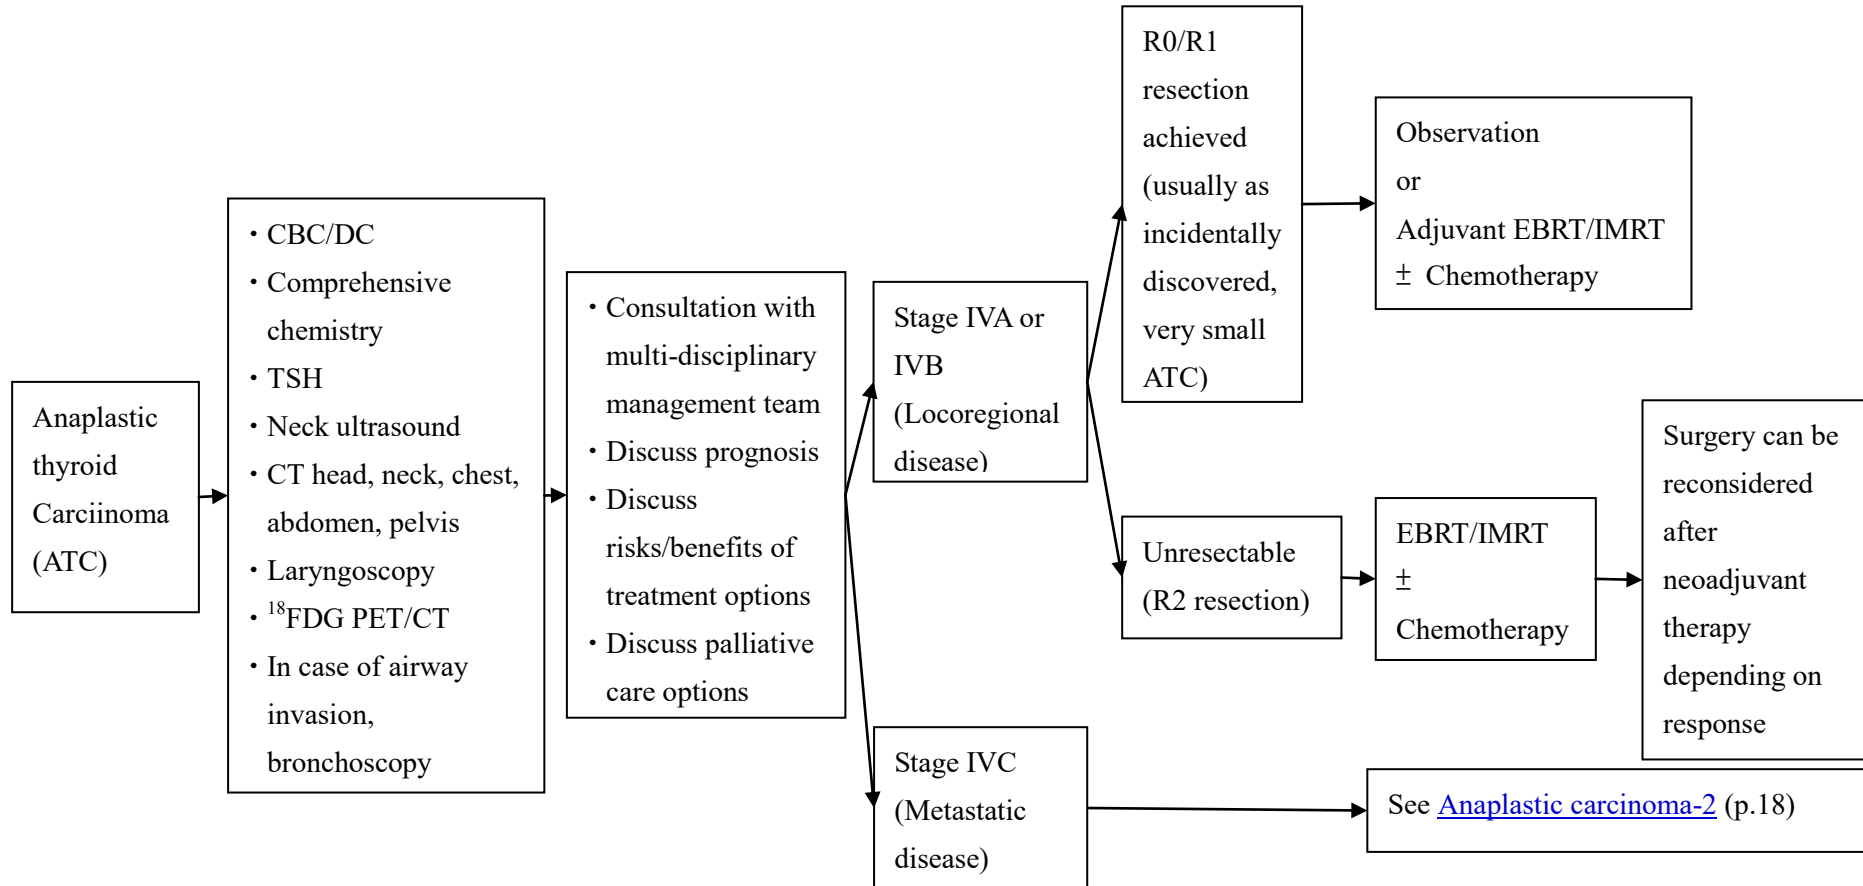 Anaplastic
thyroid
Carciinoma
(ATC)
・CBC/DC
・Comprehensive
chemistry
・TSH
・Neck ultrasound
・CT head, neck, chest,
abdomen, pelvis
・Laryngoscopy
・18FDG PET/CT
・In case of airway
invasion,
bronchoscopy
・Consultation with
multi-disciplinary
management team
・Discuss prognosis
・Discuss
risks/benefits of
treatment options
・Discuss palliative
care options
Stage IVA or
IVB
(Locoregional
disease)
R0/R1
resection
achieved
(usually as
incidentally
discovered,
very small
ATC)
Observation
or
Adjuvant EBRT/IMRT
± Chemotherapy
Unresectable
(R2 resection)
EBRT/IMRT
±
Chemotherapy
Surgery can be
reconsidered
after
neoadjuvant
therapy
depending on
response
Stage IVC
(Metastatic
disease)
See Anaplastic carcinoma-2 (p.18)